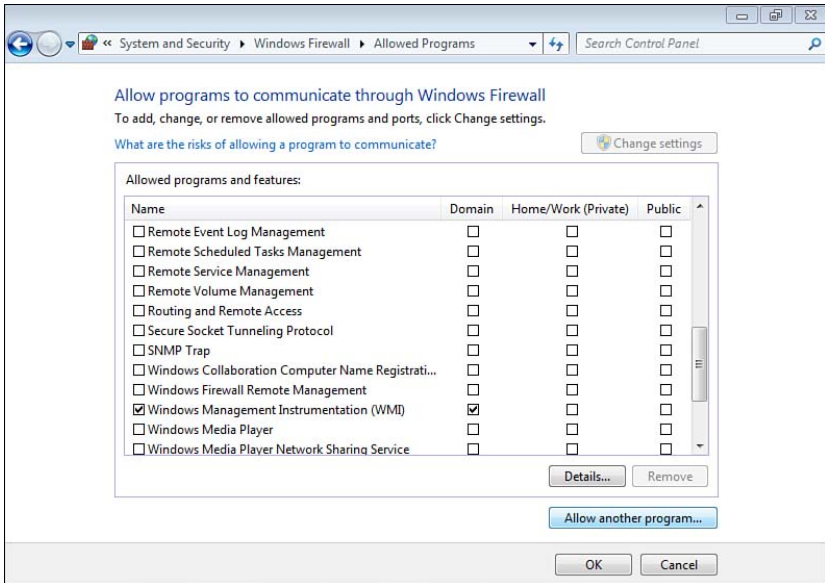 « System and Security ▸ Windows Firewall ▸ Allowed Programs
Search Control Panel
Allow programs to communicate through Windows Firewall
To add, change, or remove allowed programs and ports, click Change settings.
What are the risks of allowing a program to communicate?
Change settings
Allowed programs and features:
Name Domain Home/Work (Private) Public
Remote Event Log Management
Remote Scheduled Tasks Management
Remote Service Management
Remote Volume Management
Routing and Remote Access
Secure Socket Tunneling Protocol
SNMP Trap
Windows Collaboration Computer Name Registrati...
Windows Firewall Remote Management
Windows Management Instrumentation (WMI)
Windows Media Player
Windows Media Player Network Sharing Service
Details... Remove
Allow another program...
OK Cancel